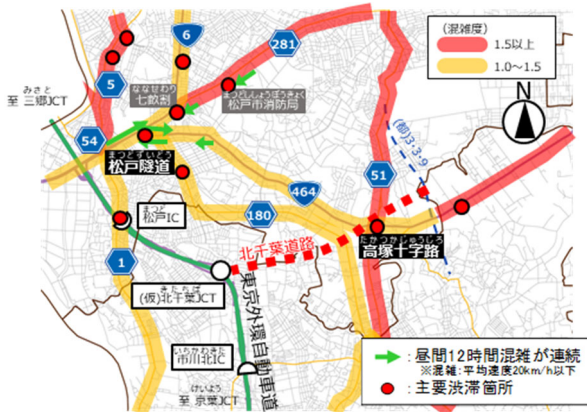 (混雑度)
1.5以上
1.0~1.5
N
6
281
5
みさと
至 三郷JCT
ななせわり
七畝割
まつどししょうぼうきょく
松戸市消防局
54
まつどずいどう
松戸隧道
51
(都)3・3・9
464
180
まつど
松戸IC
北千葉道路
たかつかじゅうじろ
高塚十字路
1
きたちば
(仮)北千葉JCT
東京外環自動車道
いちかわきた
市川北IC
けいよう
至 京葉JCT
:昼間12時間混雑が連続
※混雑:平均速度20km/h以下
:主要渋滞箇所